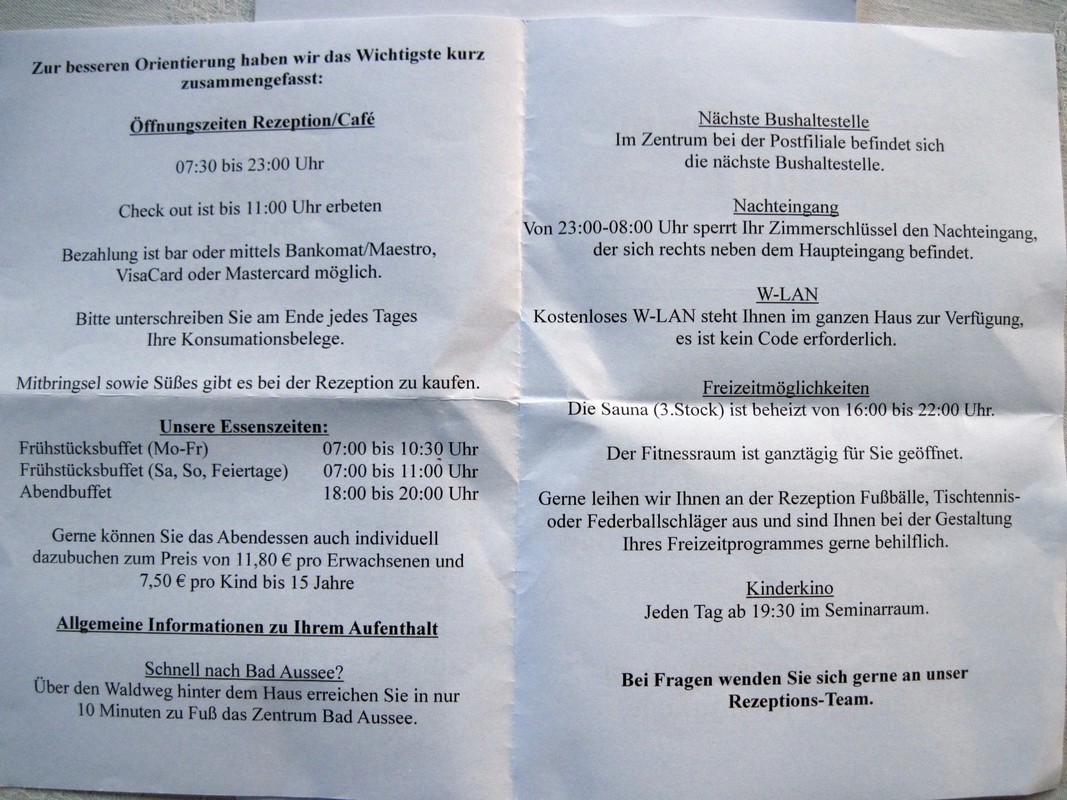 Zur besseren Orientierung haben wir das Wichtigste kurz
zusammengefasst:
Öffnungszeiten Rezeption/Café
07:30 bis 23:00 Uhr
Check out ist bis 11:00 Uhr erbeten
Bezahlung ist bar oder mittels Bankomat/Maestro,
VisaCard oder Mastercard möglich.
Bitte unterschreiben Sie am Ende jedes Tages
Ihre Konsumationsbelege.
Mitbringsel sowie Süßes gibt es bei der Rezeption zu kaufen.
Unsere Essenszeiten:
Frühstücksbuffet (Mo-Fr) 07:00 bis 10:30 Uhr
Frühstücksbuffet (Sa, So, Feiertage) 07:00 bis 11:00 Uhr
Abendbuffet 18:00 bis 20:00 Uhr
Gerne können Sie das Abendessen auch individuell
dazubuchen zum Preis von 11,80 € pro Erwachsenen und
7,50 € pro Kind bis 15 Jahre
Allgemeine Informationen zu Ihrem Aufenthalt
Schnell nach Bad Aussee?
Über den Waldweg hinter dem Haus erreichen Sie in nur
10 Minuten zu Fuß das Zentrum Bad Aussee.
Nächste Bushaltestelle
Im Zentrum bei der Postfiliale befindet sich
die nächste Bushaltestelle.
Nachteingang
Von 23:00-08:00 Uhr sperrt Ihr Zimmerschlüssel den Nachteingang,
der sich rechts neben dem Haupteingang befindet.
W-LAN
Kostenloses W-LAN steht Ihnen im ganzen Haus zur Verfügung,
es ist kein Code erforderlich.
Freizeitmöglichkeiten
Die Sauna (3.Stock) ist beheizt von 16:00 bis 22:00 Uhr.
Der Fitnessraum ist ganztägig für Sie geöffnet.
Gerne leihen wir Ihnen an der Rezeption Fußbälle, Tischtennis-
oder Federballschläger aus und sind Ihnen bei der Gestaltung
Ihres Freizeitprogrammes gerne behilflich.
Kinderkino
Jeden Tag ab 19:30 im Seminarraum.
Bei Fragen wenden Sie sich gerne an unser
Rezeptions-Team.